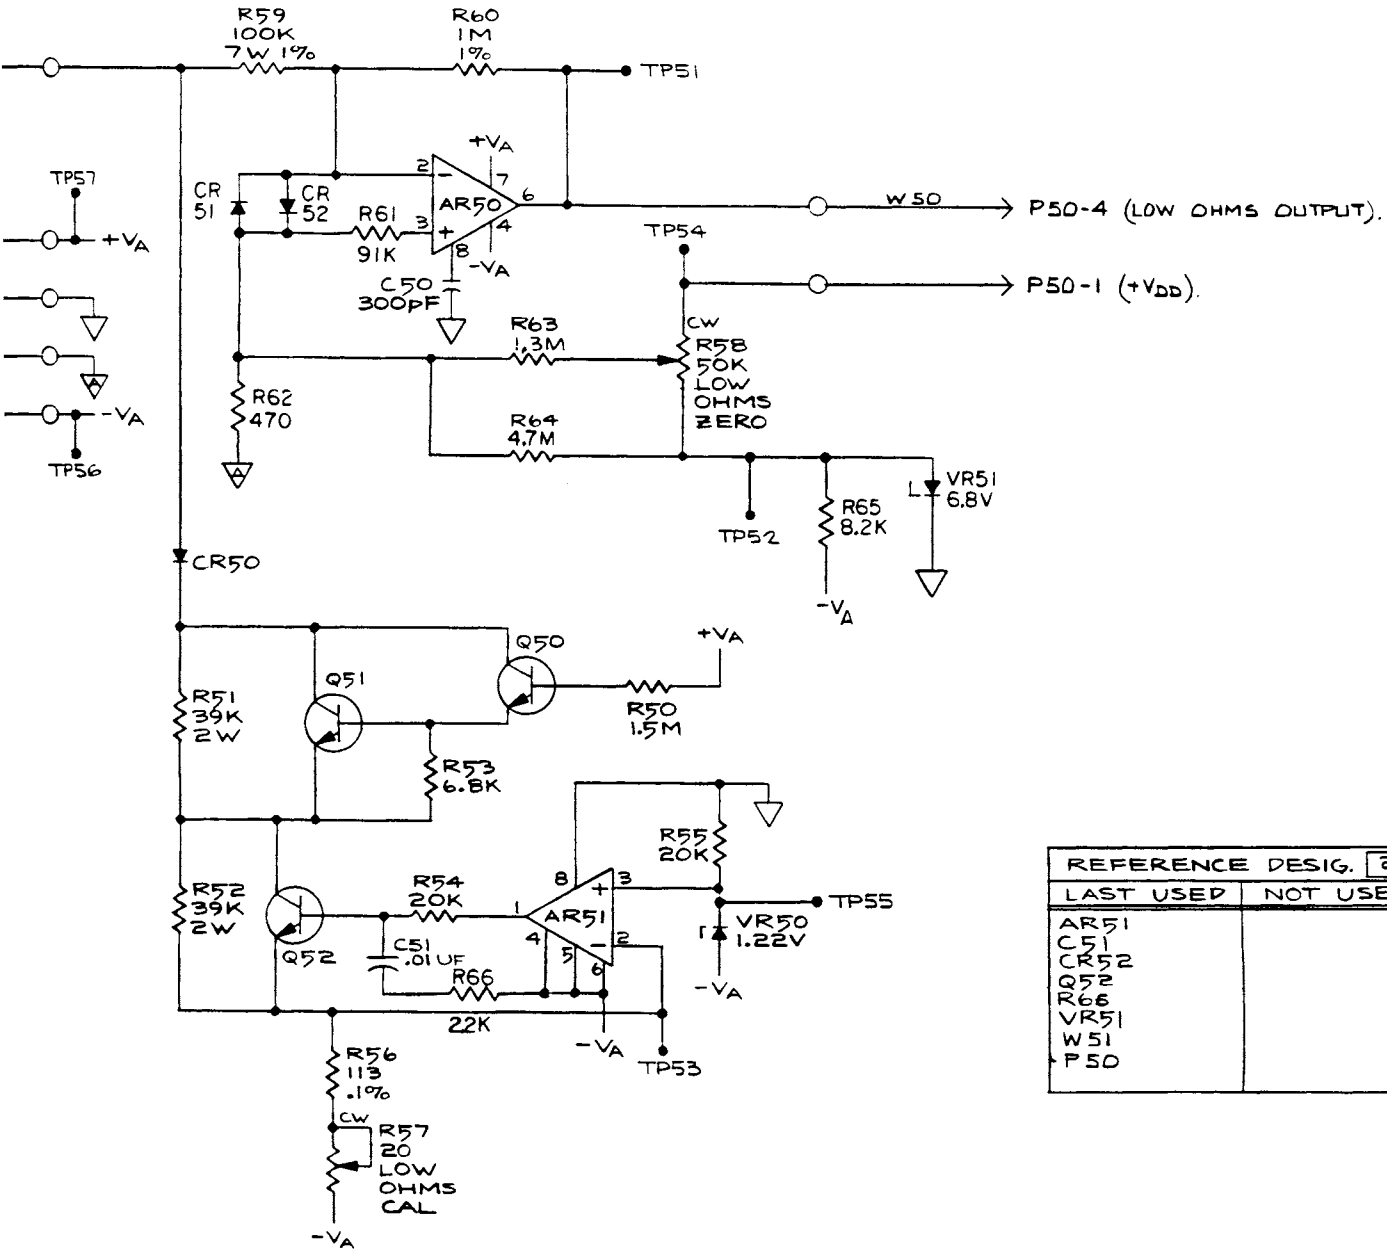 R59
100K
7W 1%
R60
1M
1%
TP51
+VA
2
7
CR
51
CR
52
AR50
6
R61
91K
3
4
8
-VA
C50
300pF
TP57
+VA
A
-VA
TP56
W50
P50-4 (LOW OHMS OUTPUT).
TP54
P50-1 (+VDD).
CW
R58
50K
LOW
OHMS
ZERO
R63
1.3M
R62
470
A
R64
4.7M
TP52
R65
8.2K
-VA
VR51
6.8V
CR50
Q50
+VA
R50
1.5M
Q51
R51
39K
2W
R53
6.8K
R52
39K
2W
Q52
R54
20K
C51
.01UF
R66
22K
1
8
AR51
+
3
-
2
4
5
6
R55
20K
TP55
VR50
1.22V
-VA
-VA
TP53
R56
113
.1%
CW
R57
20
LOW
OHMS
CAL
-VA
REFERENCE DESIG.
LAST USED NOT USE
AR51
C51
CR52
Q52
R66
VR51
W51
P50